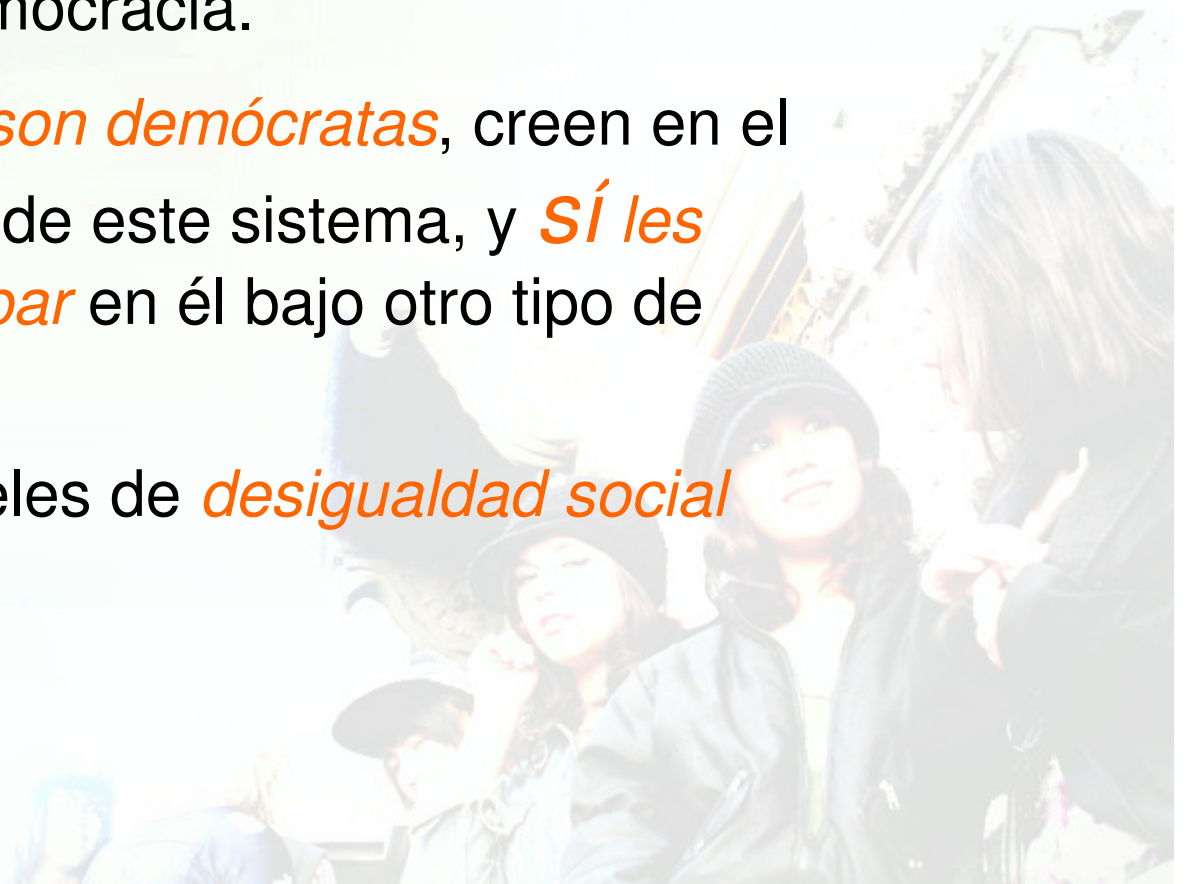 mocracia.
son demócratas, creen en el
de este sistema, y SÍ les
par en él bajo otro tipo de
eles de desigualdad social